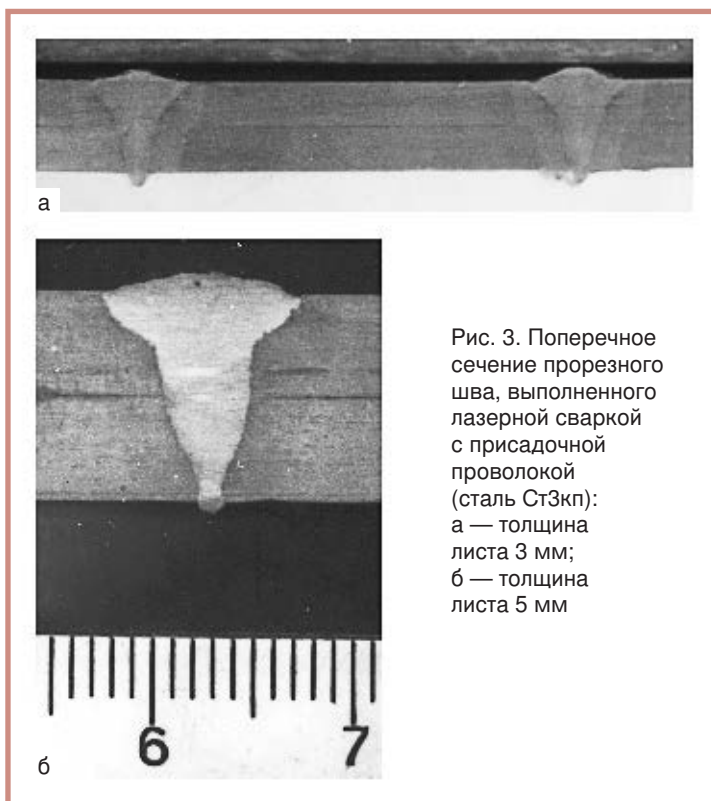 а
Рис. 3. Поперечное
сечение прорезного
шва, выполненного
лазерной сваркой
с присадочной
проволокой
(сталь Ст3кп):
а — толщина
листа 3 мм;
б — толщина
листа 5 мм
6 7
б